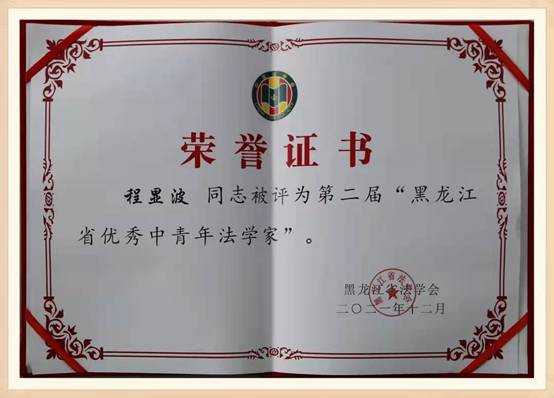 荣誉证书
程显波 同志被评为第二届“黑龙江
省优秀中青年法学家”。
黑龙江省法学会
二〇二一年十二月